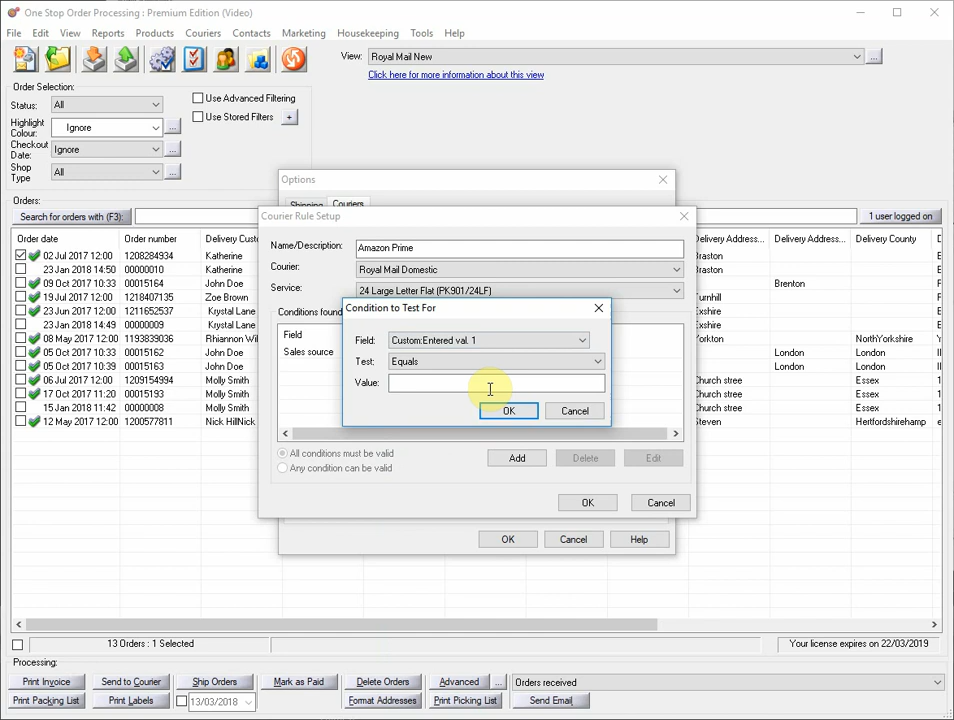 One Stop Order Processing : Premium Edition (Video)
File Edit View Reports Products Couriers Contacts Marketing Housekeeping Tools Help
View: Royal Mail New ...
Click here for more information about this view
Order Selection:
Status: All
Use Advanced Filtering
Highlight Colour: Ignore ...
Use Stored Filters +
Checkout Date: Ignore ...
Shop Type All ...
Orders:
Search for orders with (F3):
1 user logged on
Order date Order number Delivery Custo Delivery Address... Delivery Address... Delivery County
02 Jul 2017 12:00 1208284934 Katherine Braston
23 Jan 2018 14:50 00000010 Katherine Braston
09 Oct 2017 10:03 00015164 John Doe Brenton
19 Jul 2017 12:00 1218407135 Zoe Brown Turnhill
23 Jun 2017 12:00 Krystal Lane Exshire
23 Jan 2018 14:49 00000009 Krystal Lane Exshire
08 May 2017 12:00 1193839036 Rhiannon Wil Yorkton NorthYorkshire
05 Oct 2017 10:33 00015162 John Doe London London
05 Oct 2017 10:39 00015163 John Doe London London
06 Jul 2017 12:00 1209154994 Molly Smith Church stree Essex
17 Oct 2017 11:20 00015193 Molly Smith Church stree Essex
15 Jan 2018 11:42 00000008 Molly Smith Church stree Essex
12 May 2017 12:00 1200577811 Nick HillNick Steven Hertfordshirehamp
Options
Shipping Couriers
Courier Rule Setup
Name/Description: Amazon Prime
Courier: Royal Mail Domestic
Service: 24 Large Letter Flat (PK901/24LF)
Conditions found
Field
Sales source
Condition to Test For
Field: Custom:Entered val. 1
Test: Equals
Value:
OK Cancel
All conditions must be valid
Any condition can be valid
Add Delete Edit
OK Cancel
OK Cancel Help
13 Orders : 1 Selected
Your license expires on 22/03/2019
Processing:
Print Invoice Send to Courier Ship Orders Mark as Paid Delete Orders Advanced ... Orders received
Print Packing List Print Labels 13/03/2018 Format Addresses Print Picking List Send Email